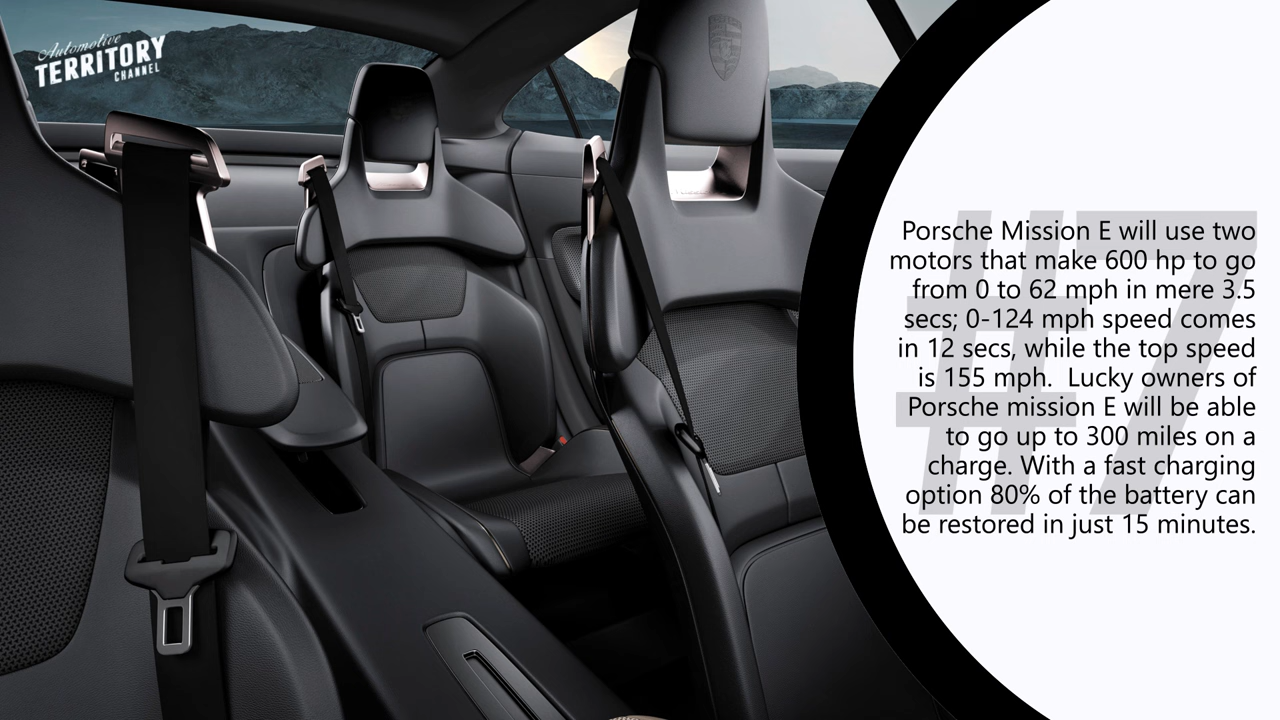 Automotive
TERRITORY
CHANNEL
#7
Porsche Mission E will use two
motors that make 600 hp to go
from 0 to 62 mph in mere 3.5
secs; 0-124 mph speed comes
in 12 secs, while the top speed
is 155 mph.  Lucky owners of
Porsche mission E will be able
to go up to 300 miles on a
charge. With a fast charging
option 80% of the battery can
be restored in just 15 minutes.